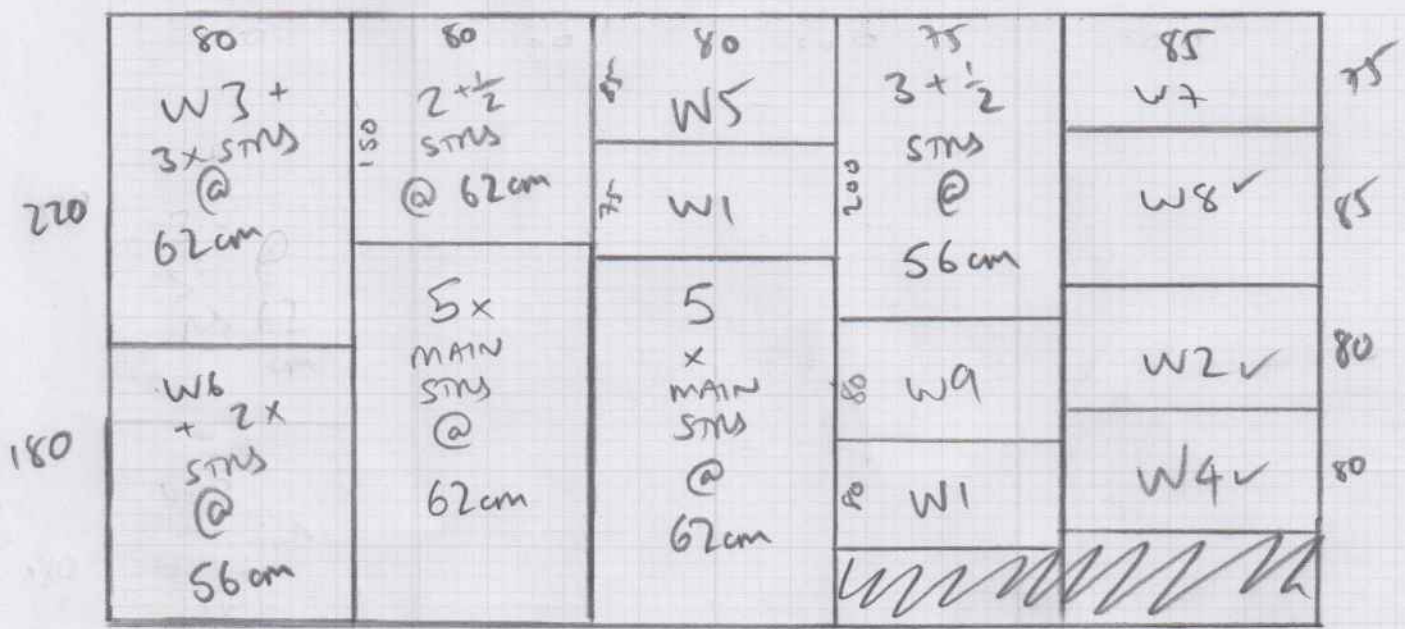 80
W3 +
3x STRS
@
62cm
220
W6
+ 2x
STRS
@
56cm
180
80
2 + 1/2
STRS
@ 62cm
150
5x
MAIN
STRS
@
62cm
80
85
W5
75
W1
5
x
MAIN
STRS
@
62cm
75
3 + 1/2
STRS
@
56cm
200
80
W9
80
W1
85
W7
75
W8 ✓
85
W2 ✓
80
W4 ✓
80